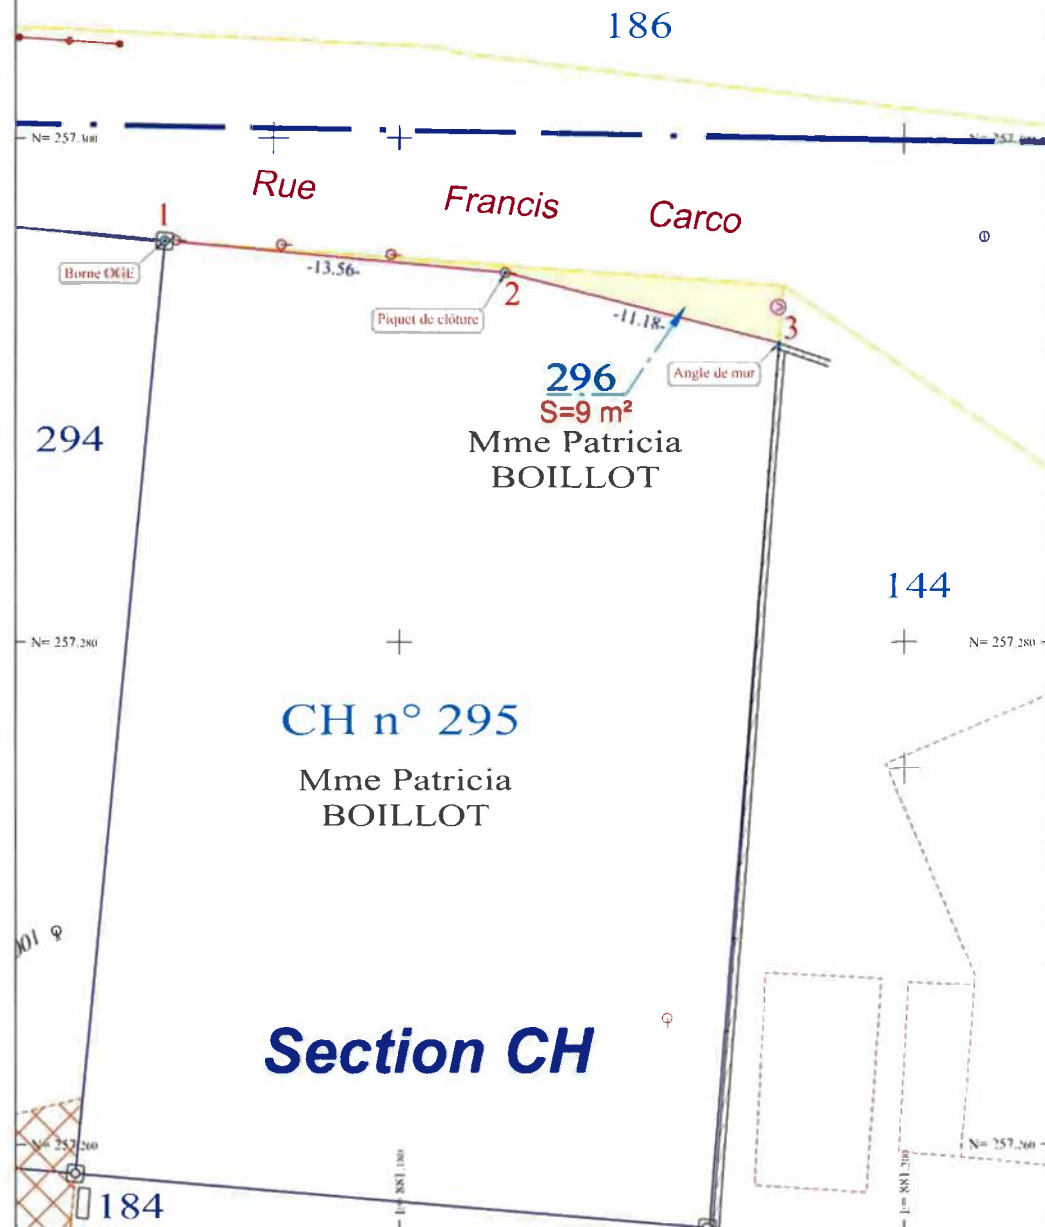 186
N= 257.300
Rue Francis Carco
1
Borne OGE
-13.56-
2
Piquet de clôture
-11.18-
3
Angle de mur
296
S=9 m²
Mme Patricia
BOILLOT
294
144
N= 257.280
N= 257.280
CH n° 295
Mme Patricia
BOILLOT
Section CH
N= 257.260
N= 257.260
184